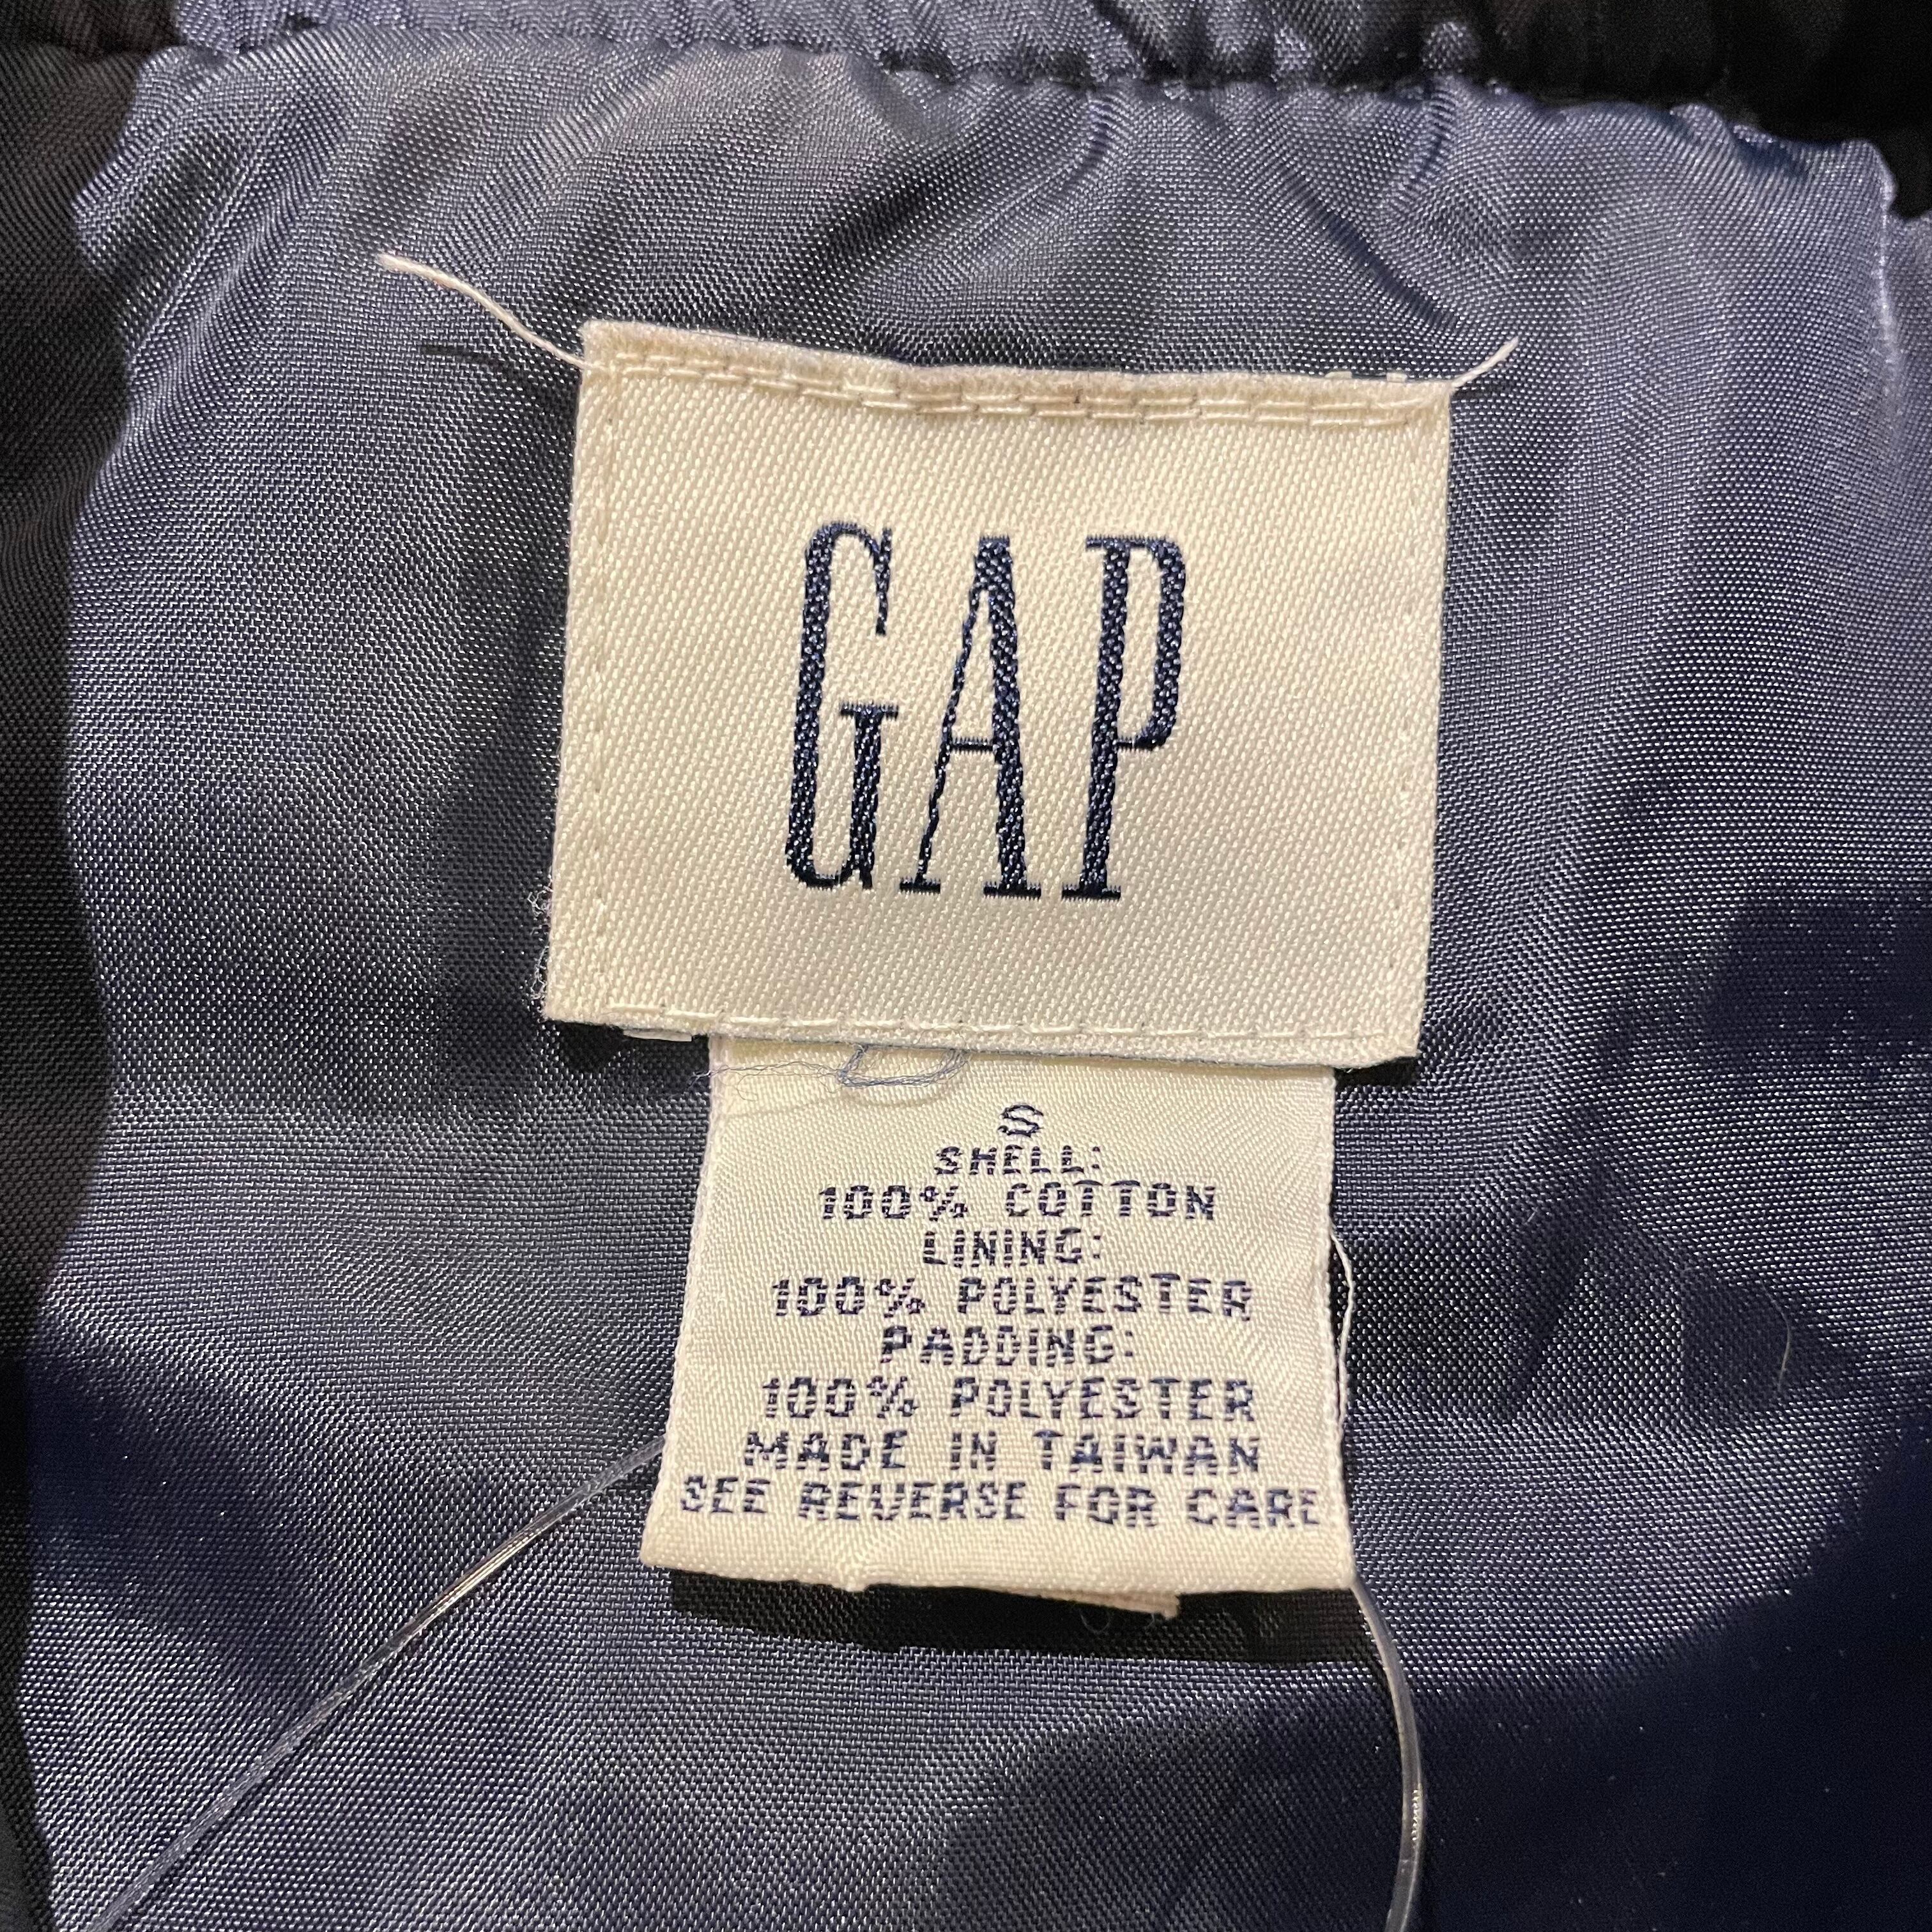 GAP
S
SHELL:
100% COTTON
LINING:
100% POLYESTER
PADDING:
100% POLYESTER
MADE IN TAIWAN
SEE REVERSE FOR CARE